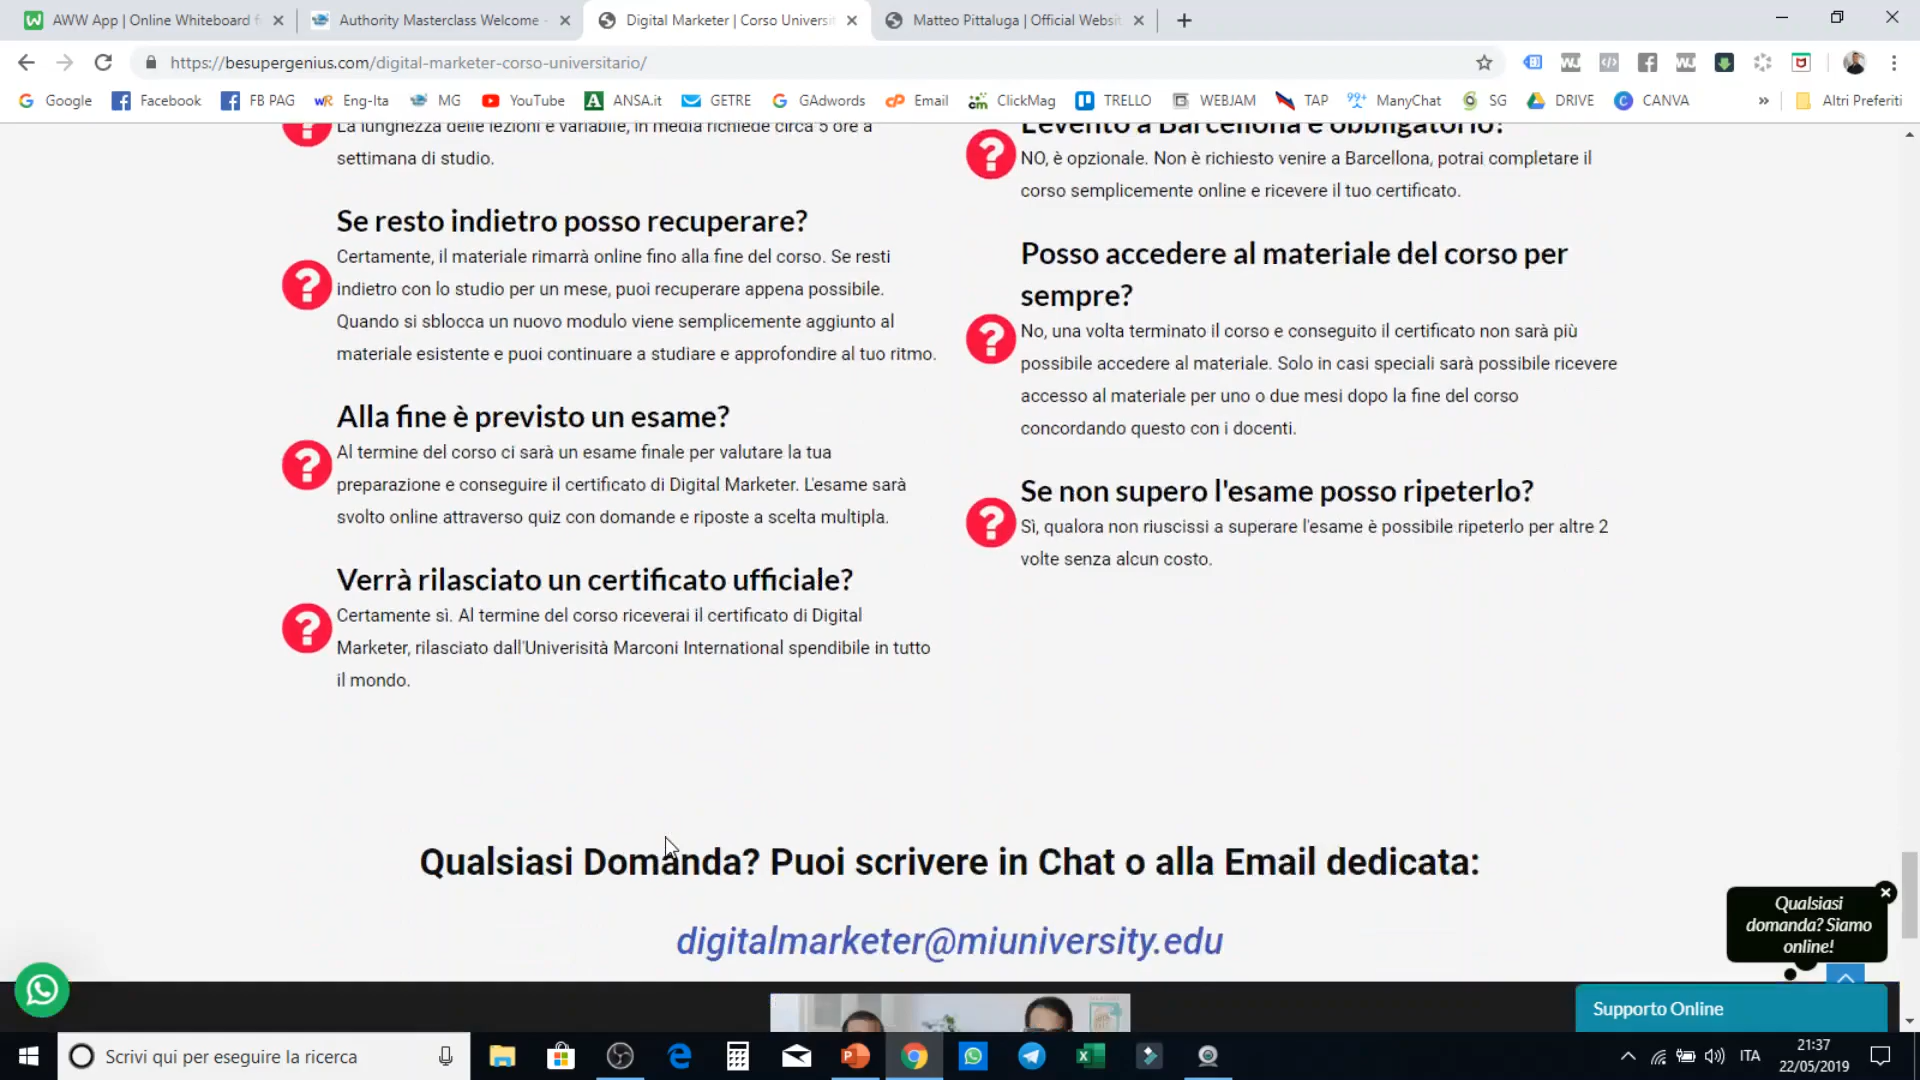 AWW App | Online Whiteboard f
Authority Masterclass Welcome -
Digital Marketer | Corso Universit
Matteo Pittaluga | Official Websit
https://besupergenius.com/digital-marketer-corso-universitario/
Google
Facebook
FB PAG
Eng-Ita
MG
YouTube
ANSA.it
GETRE
GAdwords
Email
ClickMag
TRELLO
WEBJAM
TAP
ManyChat
SG
DRIVE
CANVA
»
Altri Preferiti
La lunghezza delle lezioni è variabile, in media richiede circa 5 ore a
settimana di studio.
Se resto indietro posso recuperare?
Certamente, il materiale rimarrà online fino alla fine del corso. Se resti
indietro con lo studio per un mese, puoi recuperare appena possibile.
Quando si sblocca un nuovo modulo viene semplicemente aggiunto al
materiale esistente e puoi continuare a studiare e approfondire al tuo ritmo.
Alla fine è previsto un esame?
Al termine del corso ci sarà un esame finale per valutare la tua
preparazione e conseguire il certificato di Digital Marketer. L'esame sarà
svolto online attraverso quiz con domande e riposte a scelta multipla.
Verrà rilasciato un certificato ufficiale?
Certamente sì. Al termine del corso riceverai il certificato di Digital
Marketer, rilasciato dall'Univerisità Marconi International spendibile in tutto
il mondo.
L'evento a Barcellona è obbligatorio?
NO, è opzionale. Non è richiesto venire a Barcellona, potrai completare il
corso semplicemente online e ricevere il tuo certificato.
Posso accedere al materiale del corso per
sempre?
No, una volta terminato il corso e conseguito il certificato non sarà più
possibile accedere al materiale. Solo in casi speciali sarà possibile ricevere
accesso al materiale per uno o due mesi dopo la fine del corso
concordando questo con i docenti.
Se non supero l'esame posso ripeterlo?
Sì, qualora non riuscissi a superare l'esame è possibile ripeterlo per altre 2
volte senza alcun costo.
Qualsiasi Domanda? Puoi scrivere in Chat o alla Email dedicata:
digitalmarketer@miuniversity.edu
Qualsiasi
domanda? Siamo
online!
Supporto Online
Scrivi qui per eseguire la ricerca
ITA
21:37
22/05/2019